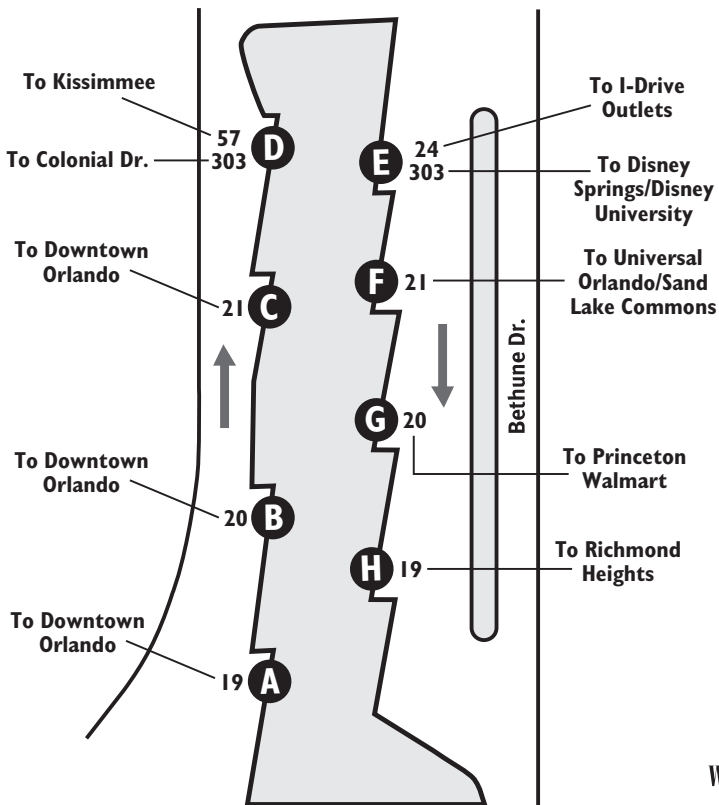 To Kissimmee
57
To Colonial Dr.
303
D
To Downtown
Orlando
21
C
To Downtown
Orlando
20
B
To Downtown
Orlando
19
A
To I-Drive
Outlets
E
24
303
To Disney
Springs/Disney
University
F
21
To Universal
Orlando/Sand
Lake Commons
Bethune Dr.
G
20
To Princeton
Walmart
H
19
To Richmond
Heights
W